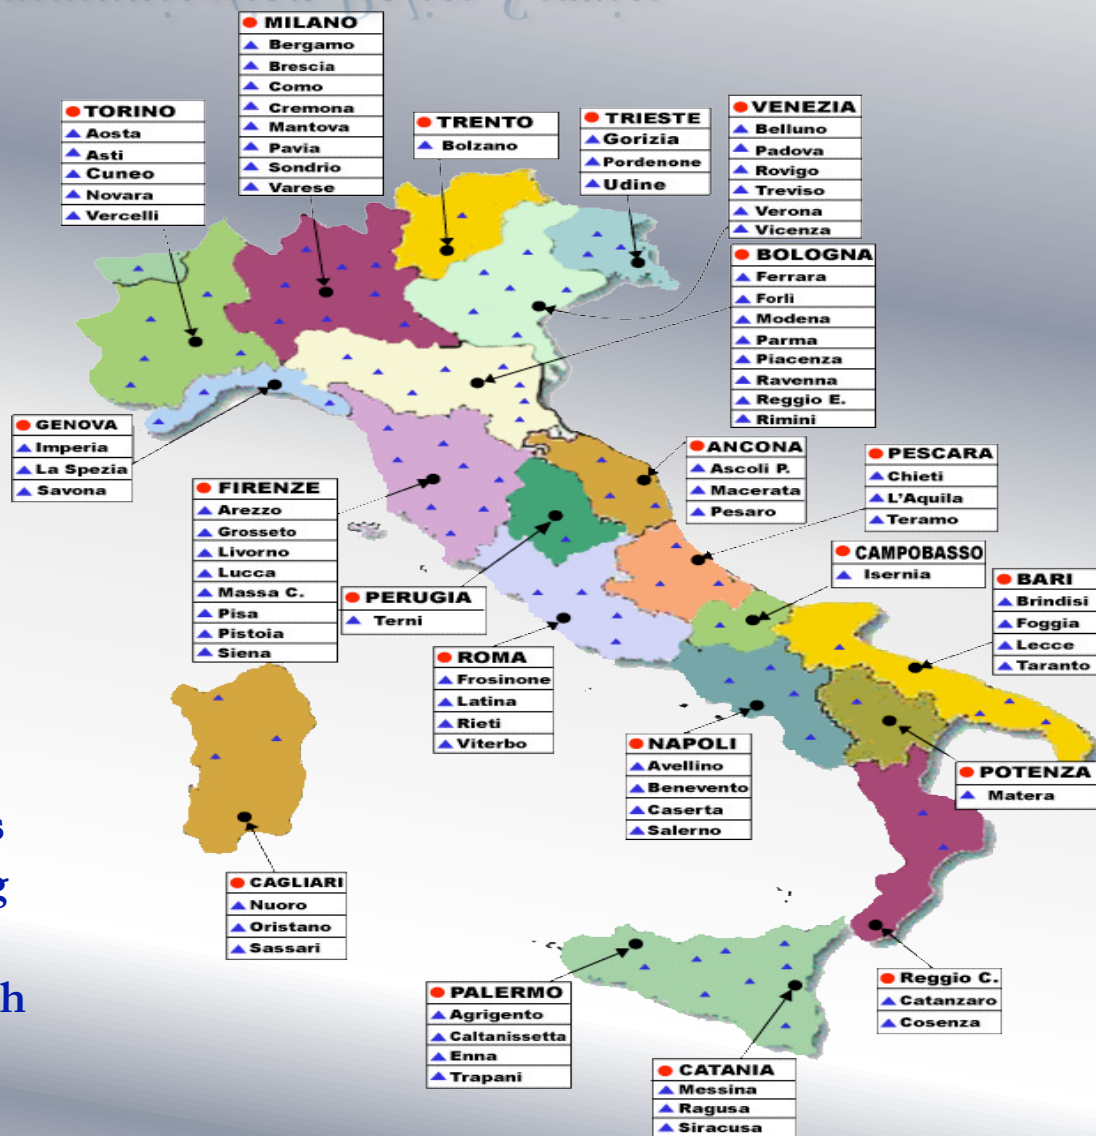 MILANO
Bergamo
Brescia
Como
Cremona
Mantova
Pavia
Sondrio
Varese
TORINO
Aosta
Asti
Cuneo
Novara
Vercelli
TRENTO
Bolzano
TRIESTE
Gorizia
Pordenone
Udine
VENEZIA
Belluno
Padova
Rovigo
Treviso
Verona
Vicenza
BOLOGNA
Ferrara
Forlì
Modena
Parma
Piacenza
Ravenna
Reggio E.
Rimini
GENOVA
Imperia
La Spezia
Savona
FIRENZE
Arezzo
Grosseto
Livorno
Lucca
Massa C.
Pisa
Pistoia
Siena
ANCONA
Ascoli P.
Macerata
Pesaro
PESCARA
Chieti
L'Aquila
Teramo
CAMPOBASSO
Isernia
BARI
Brindisi
Foggia
Lecce
Taranto
PERUGIA
Terni
ROMA
Frosinone
Latina
Rieti
Viterbo
NAPOLI
Avellino
Benevento
Caserta
Salerno
POTENZA
Matera
CAGLIARI
Nuoro
Oristano
Sassari
PALERMO
Agrigento
Caltanissetta
Enna
Trapani
CATANIA
Messina
Ragusa
Siracusa
Reggio C.
Catanzaro
Cosenza
s
g
h